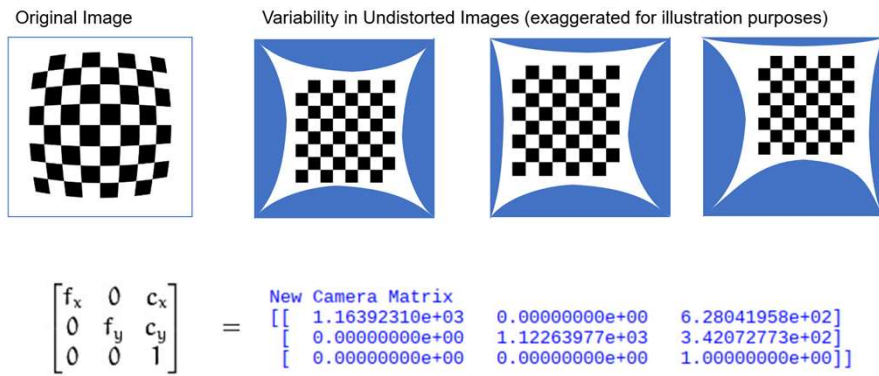 Original Image
Variability in Undistorted Images (exaggerated for illustration purposes)
New Camera Matrix
fx 0 cx
0 fy cy
0 0 1
=
[[ 1.16392310e+03 0.00000000e+00 6.28041958e+02]
[ 0.00000000e+00 1.12263977e+03 3.42072773e+02]
[ 0.00000000e+00 0.00000000e+00 1.00000000e+00]]